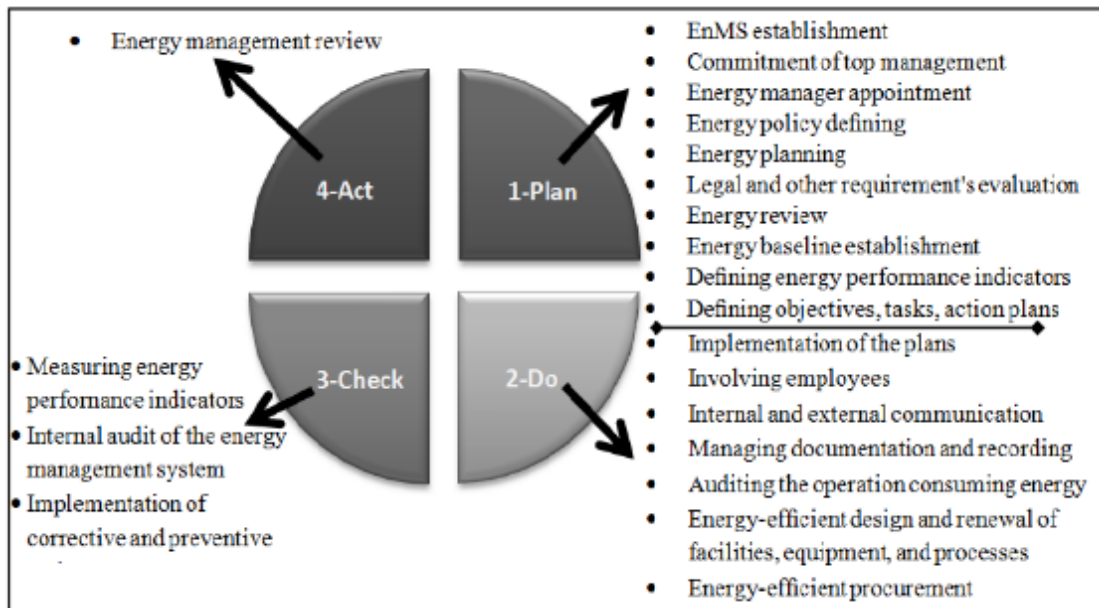 • Energy management review
4-Act
1-Plan
• EnMS establishment
• Commitment of top management
• Energy manager appointment
• Energy policy defining
• Energy planning
• Legal and other requirement's evaluation
• Energy review
• Energy baseline establishment
• Defining energy performance indicators
• Defining objectives, tasks, action plans
3-Check
2-Do
• Measuring energy
perfornance indicators
• Internal audit of the energy
management system
• Implementation of
corrective and preventive
• Implementation of the plans
• Involving employees
• Internal and external communication
• Managing documentation and recording
• Auditing the operation consuming energy
• Energy-efficient design and renewal of
facilities, equipment, and processes
• Energy-efficient procurement